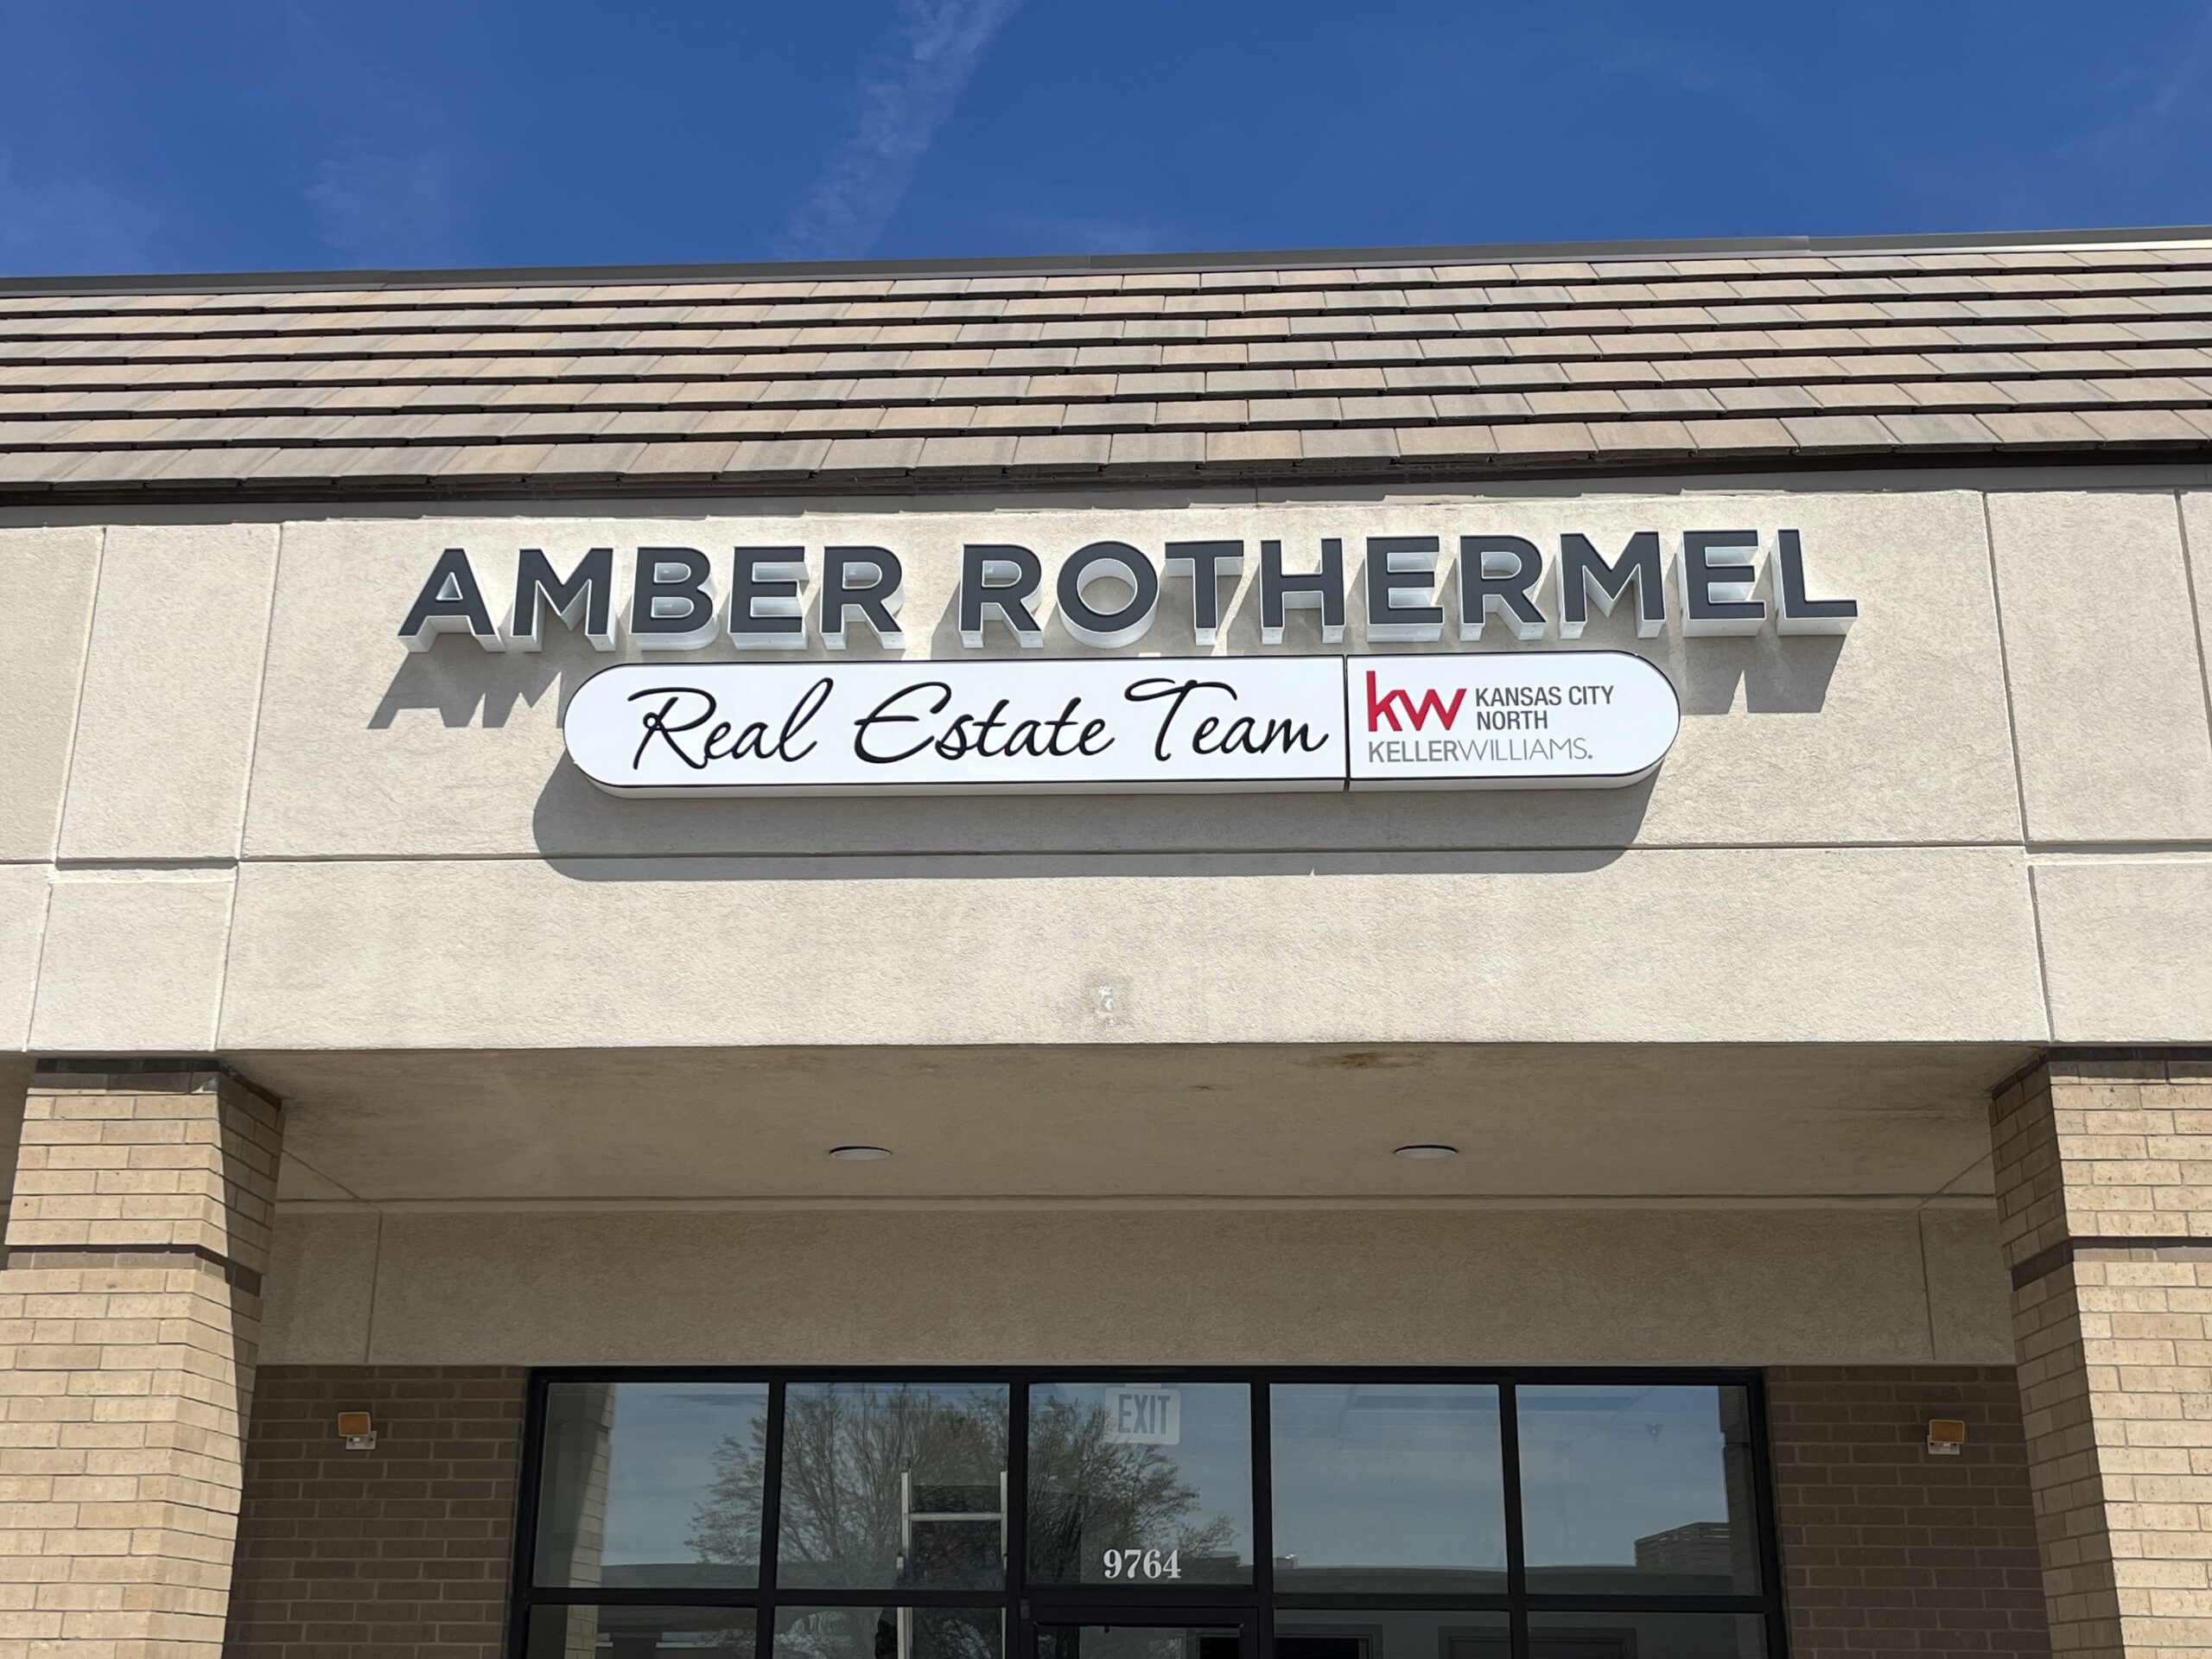 AMBER ROTHERMEL
Real Estate Team
kw KANSAS CITY
NORTH
KELLERWILLIAMS.
EXIT
9764